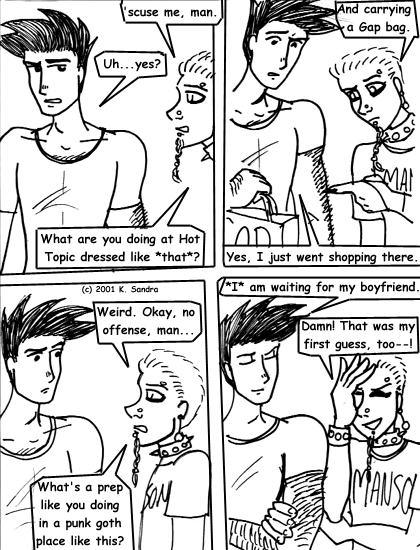 'scuse me, man.
Uh...yes?
What are you doing at Hot
Topic dressed like *that*?
And carrying
a Gap bag.
MA
Yes, I just went shopping there.
(c) 2001 K. Sandra
Weird. Okay, no
offense, man...
What's a prep
like you doing
in a punk goth
place like this?
*I* am waiting for my boyfriend.
Damn! That was my
first guess, too--!
MANSO